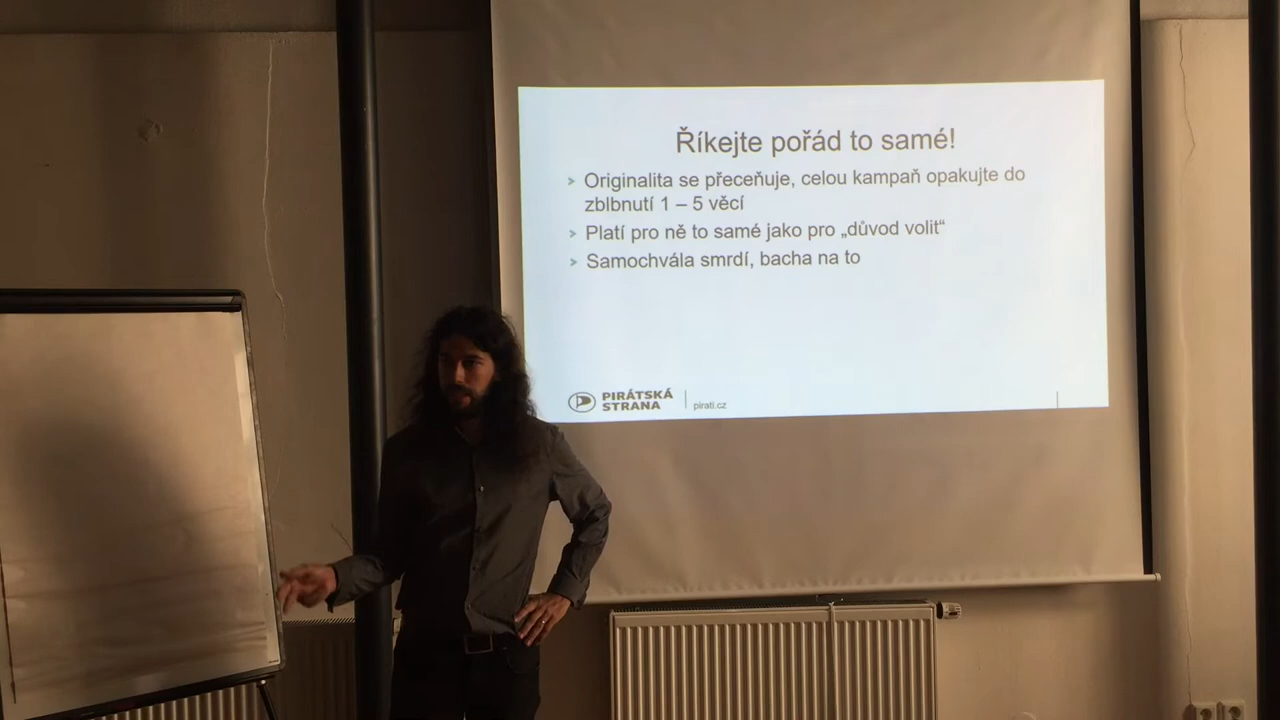 Říkejte pořád to samé!
Originalita se přeceňuje, celou kampaň opakujte do
zblbnutí 1 – 5 věcí
Platí pro ně to samé jako pro „důvod volit“
Samochvála smrdí, bacha na to
PIRÁTSKÁ
STRANA
pirati.cz